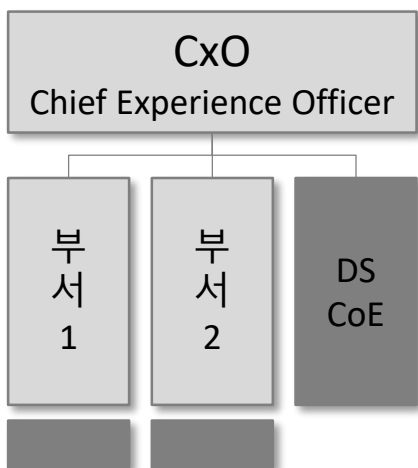 CxO
Chief Experience Officer
부
서
1
부
서
2
DS
CoE